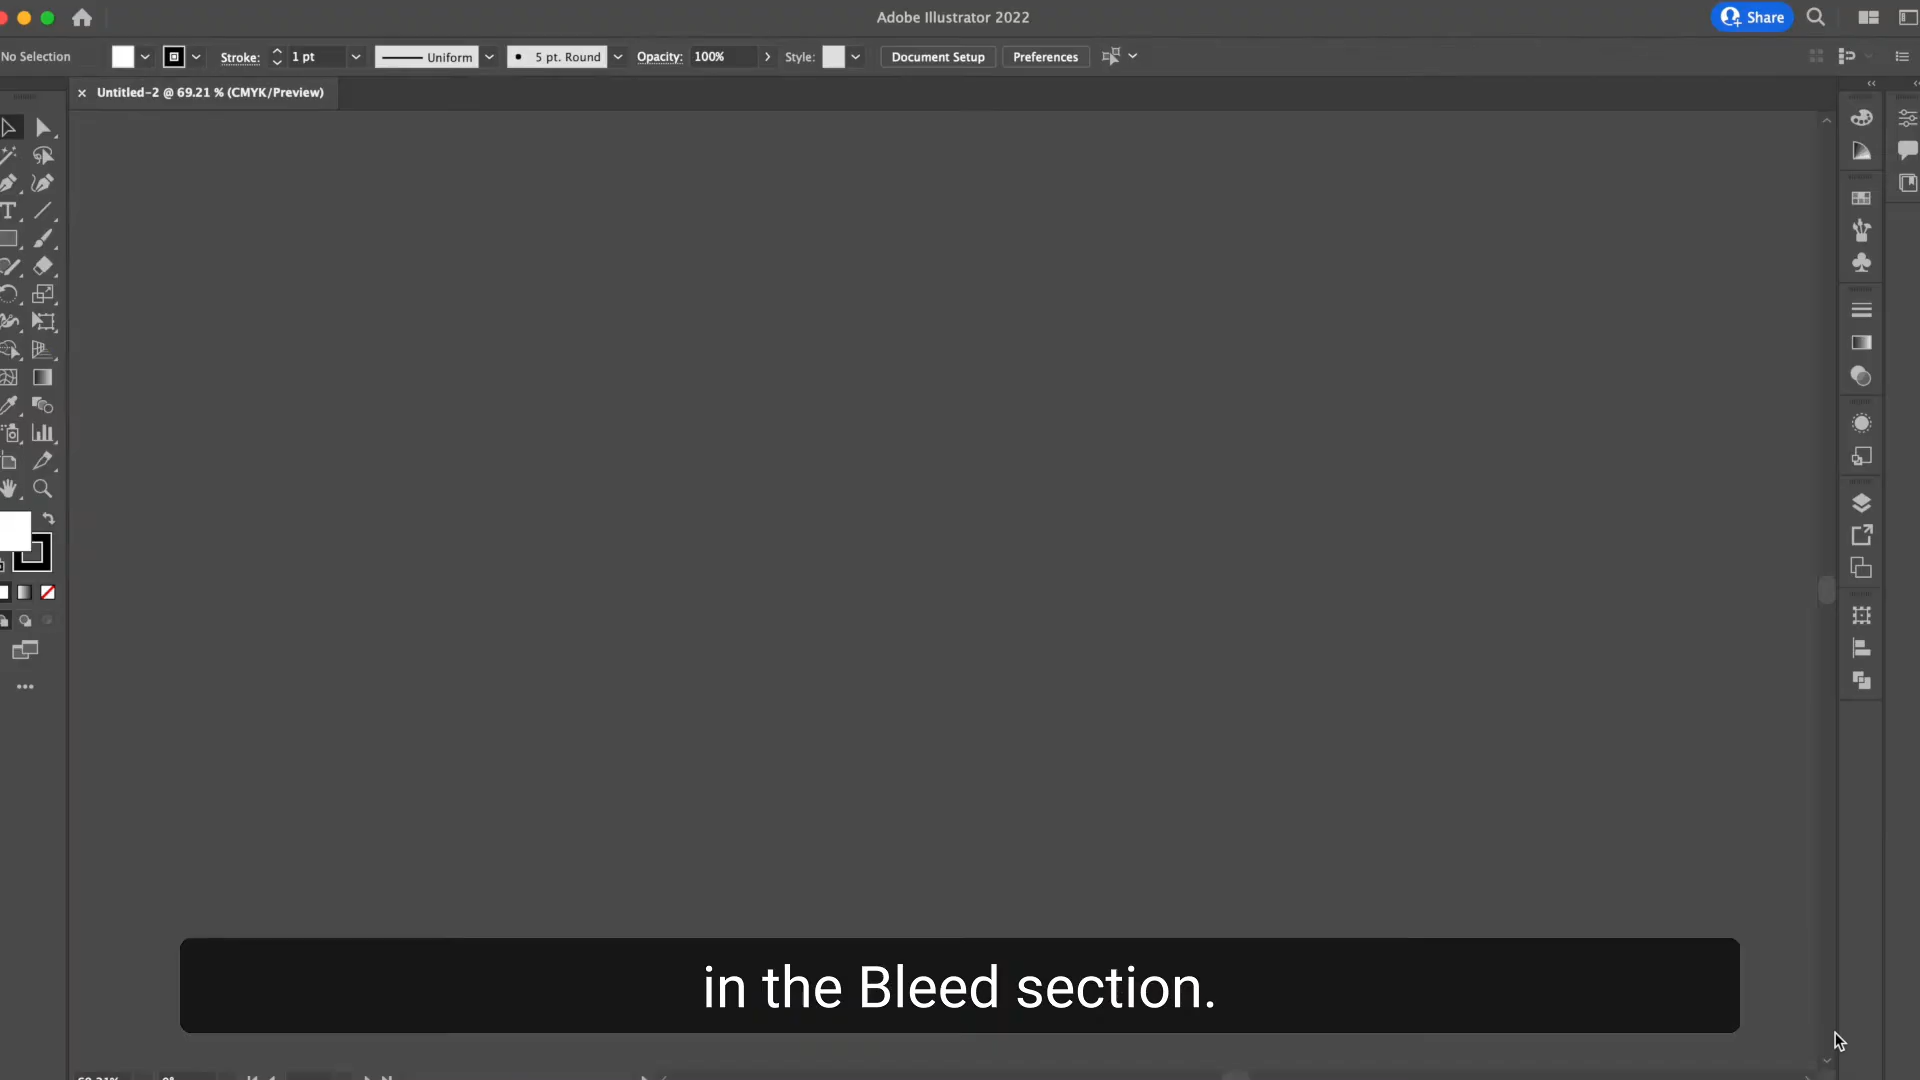 Adobe Illustrator 2022
Share
No Selection
Stroke:
1 pt
Uniform
5 pt. Round
Opacity:
100%
Style:
Document Setup
Preferences
Untitled-2 @ 69.21 % (CMYK/Preview)
in the Bleed section.